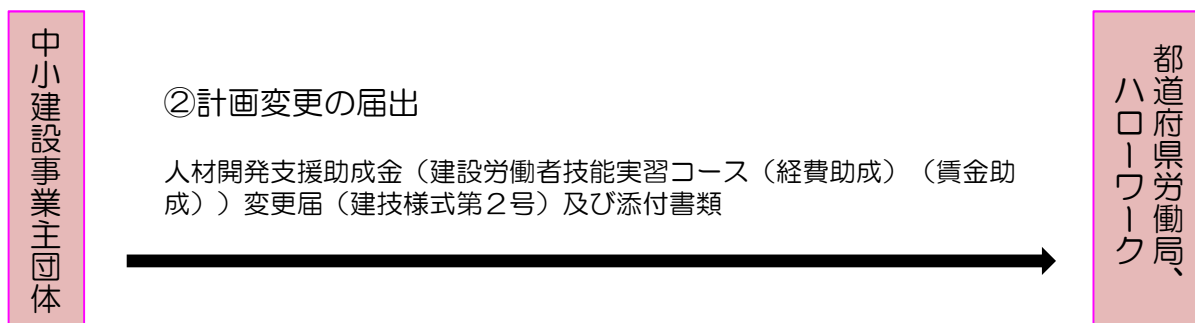 中小建設事業主団体
②計画変更の届出
人材開発支援助成金（建設労働者技能実習コース（経費助成）（賃金助
成））変更届（建技様式第２号）及び添付書類
都道府県労働局、
ハローワーク